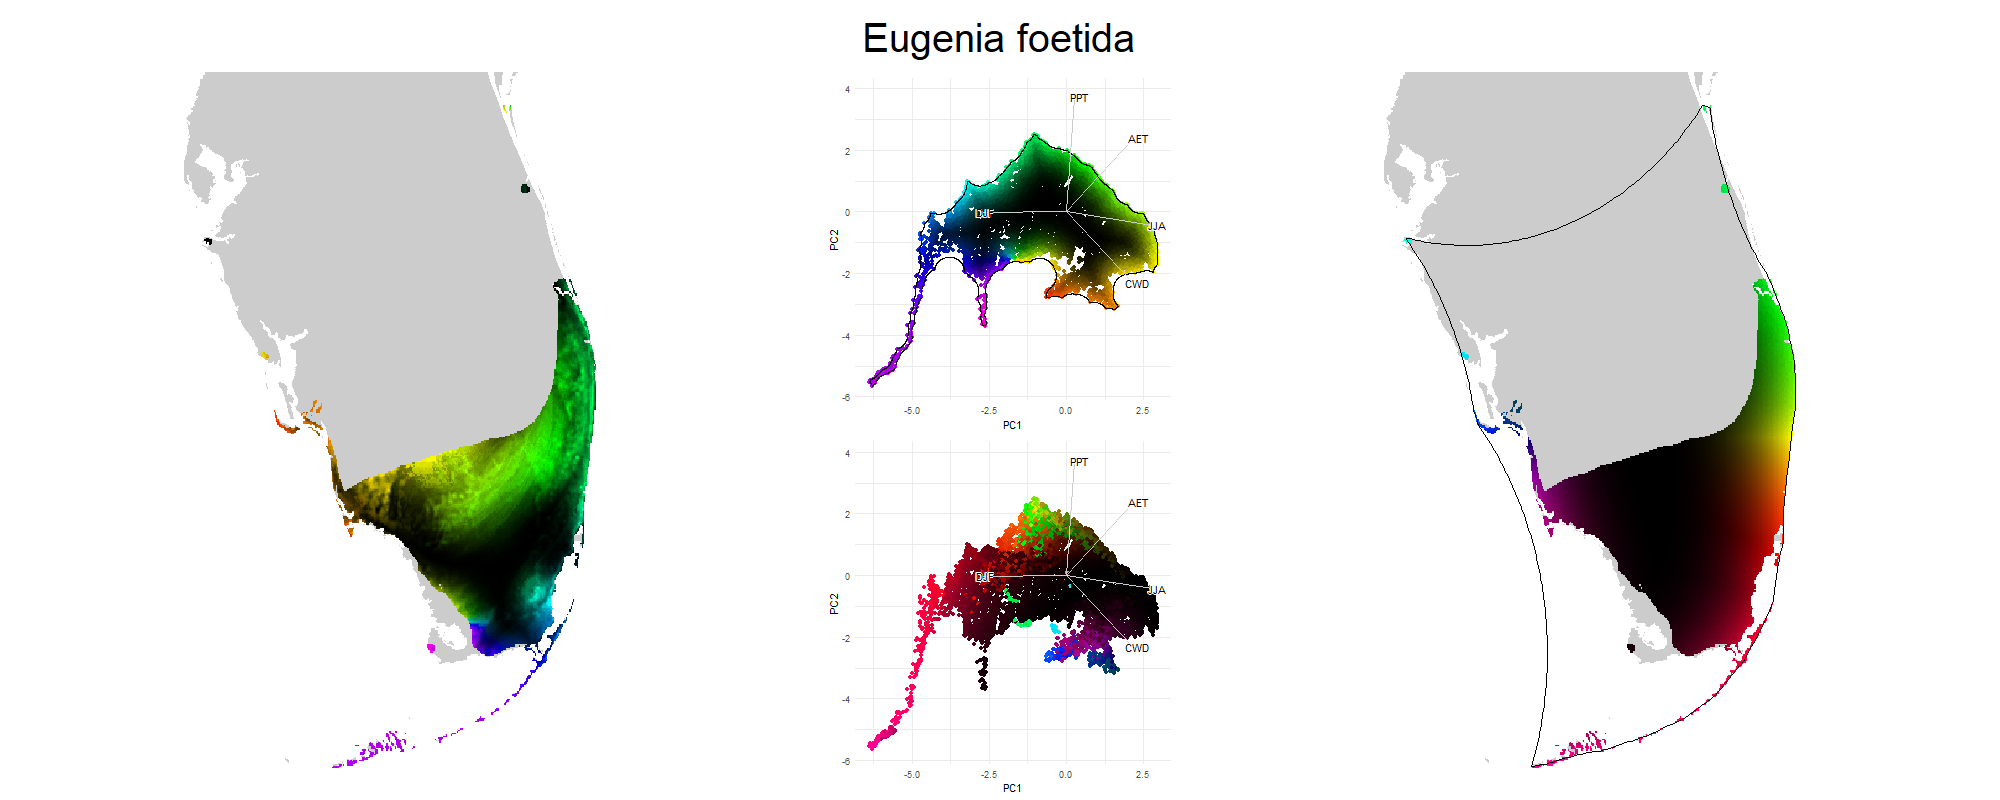 Eugenia foetida
4
2
0
-2
-4
-6
PC2
PPT
AET
DJF
JJA
CWD
-5.0 -2.5 0.0 2.5
PC1
4
2
0
-2
-4
-6
PC2
PPT
AET
DJF
JJA
CWD
-5.0 -2.5 0.0 2.5
PC1